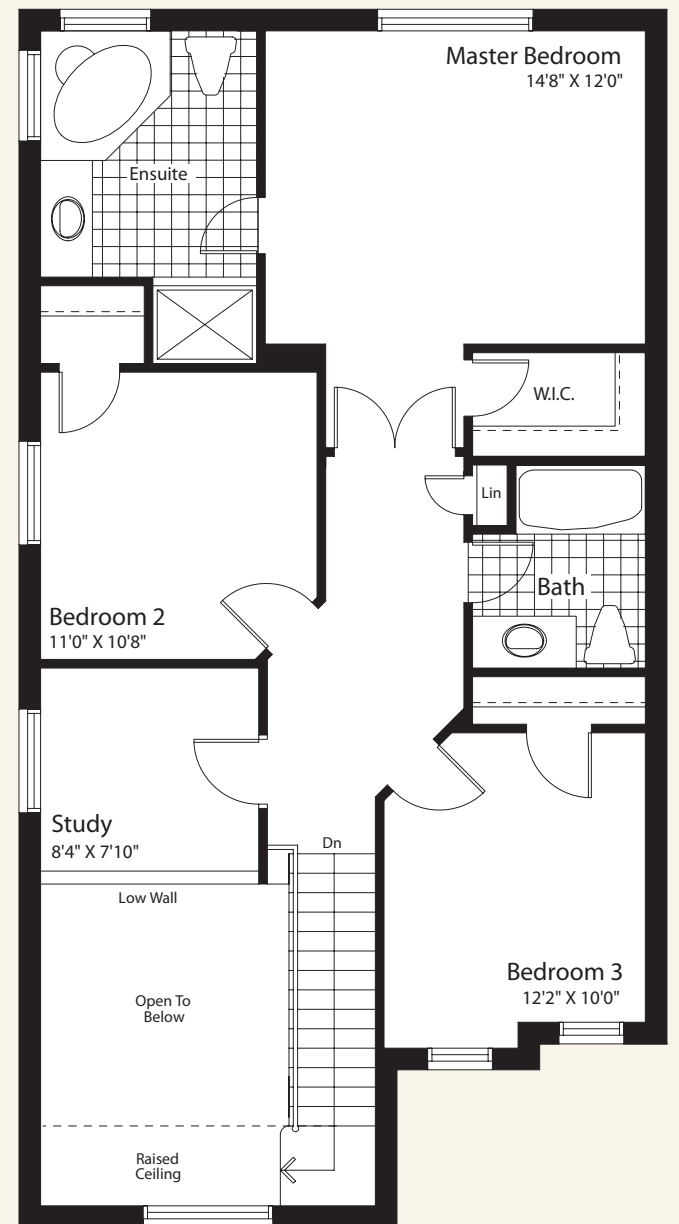 Master Bedroom
14'8" X 12'0"
Ensuite
W.I.C.
Lin
Bath
Bedroom 2
11'0" X 10'8"
Study
8'4" X 7'10"
Dn
Low Wall
Open To
Below
Bedroom 3
12'2" X 10'0"
Raised
Ceiling